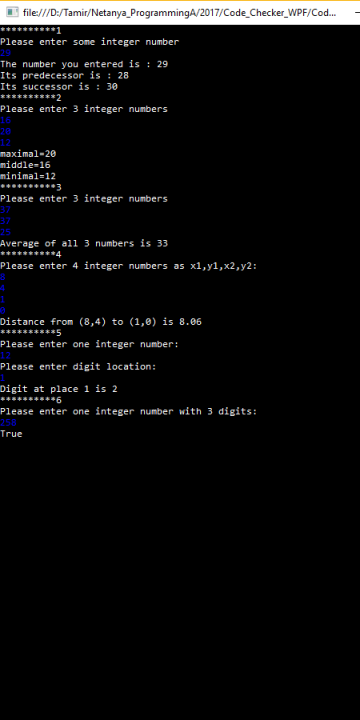 file:///D:/Tamir/Netanya_ProgrammingA/2017/Code_Checker_WPF/Cod...
**********1
Please enter some integer number
29
The number you entered is : 29
Its predecessor is : 28
Its successor is : 30
**********2
Please enter 3 integer numbers
16
20
12
maximal=20
middle=16
minimal=12
**********3
Please enter 3 integer numbers
37
37
25
Average of all 3 numbers is 33
**********4
Please enter 4 integer numbers as x1,y1,x2,y2:
8
4
1
0
Distance from (8,4) to (1,0) is 8.06
**********5
Please enter one integer number:
12
Please enter digit location:
1
Digit at place 1 is 2
**********6
Please enter one integer number with 3 digits:
258
True